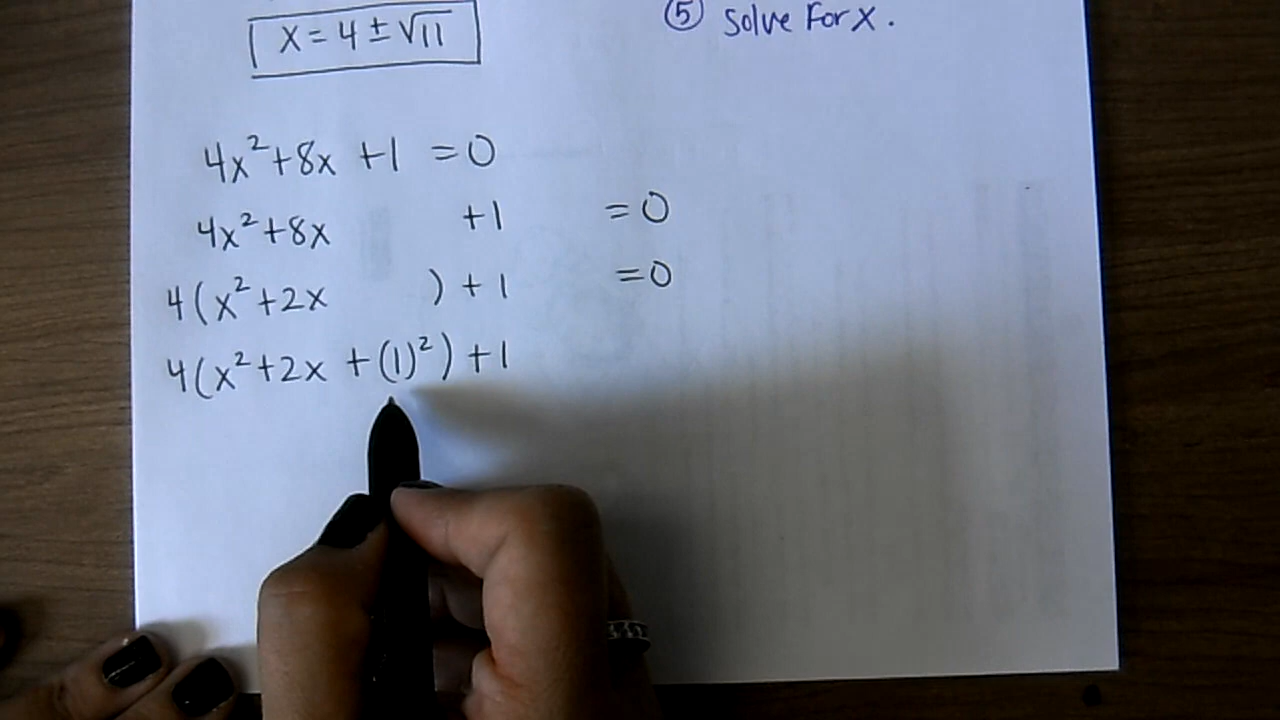 x = 4 ± √11
⑤ Solve For x .
4x² + 8x + 1 = 0
4x² + 8x + 1 = 0
4(x² + 2x ) + 1 = 0
4(x² + 2x + (1)²) + 1